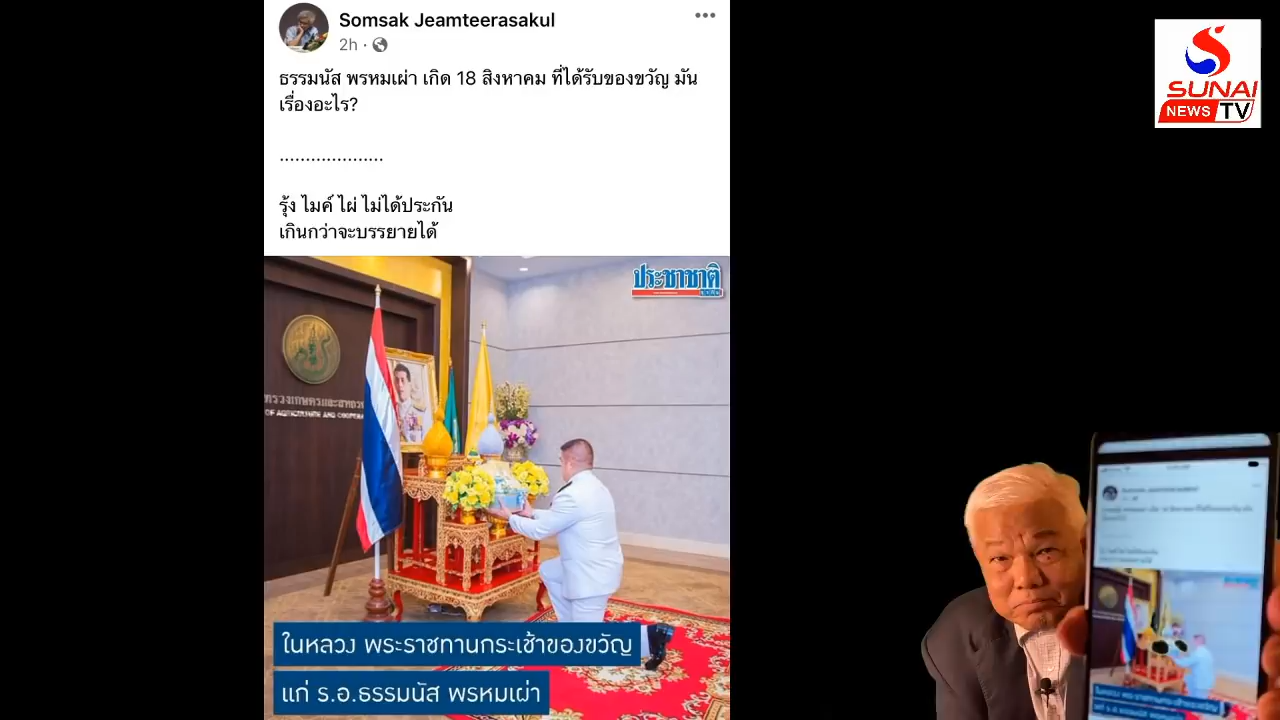 Somsak Jeamteerasakul
2h
ธรรมนัส พรหมเผ่า เกิด 18 สิงหาคม ที่ได้รับของขวัญ มัน
เรื่องอะไร?
....................
รุ้ง ไมค์ ไผ่ ไม่ได้ประกัน
เกินกว่าจะบรรยายได้
ประชาชาติ
OF AGRICULTURE AND COOPERA
ในหลวง พระราชทานกระเช้าของขวัญ
แก่ ร.อ.ธรรมนัส พรหมเผ่า
SUNAI
NEWS TV